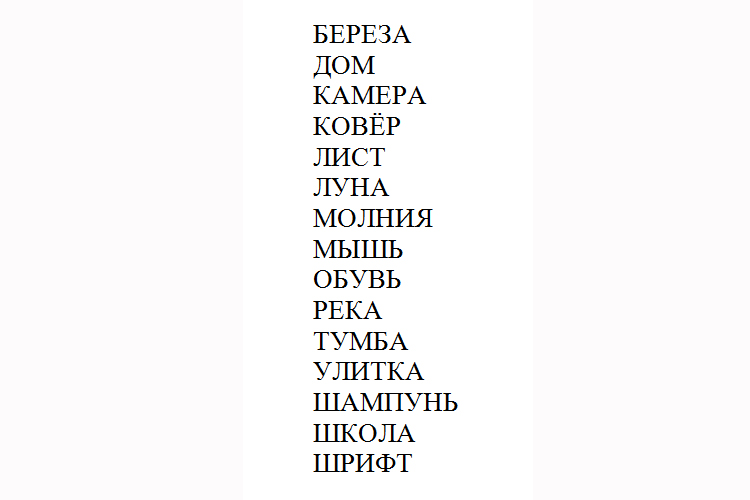 БЕРЕЗА
ДОМ
КАМЕРА
КОВЁР
ЛИСТ
ЛУНА
МОЛНИЯ
МЫШЬ
ОБУВЬ
РЕКА
ТУМБА
УЛИТКА
ШАМПУНЬ
ШКОЛА
ШРИФТ